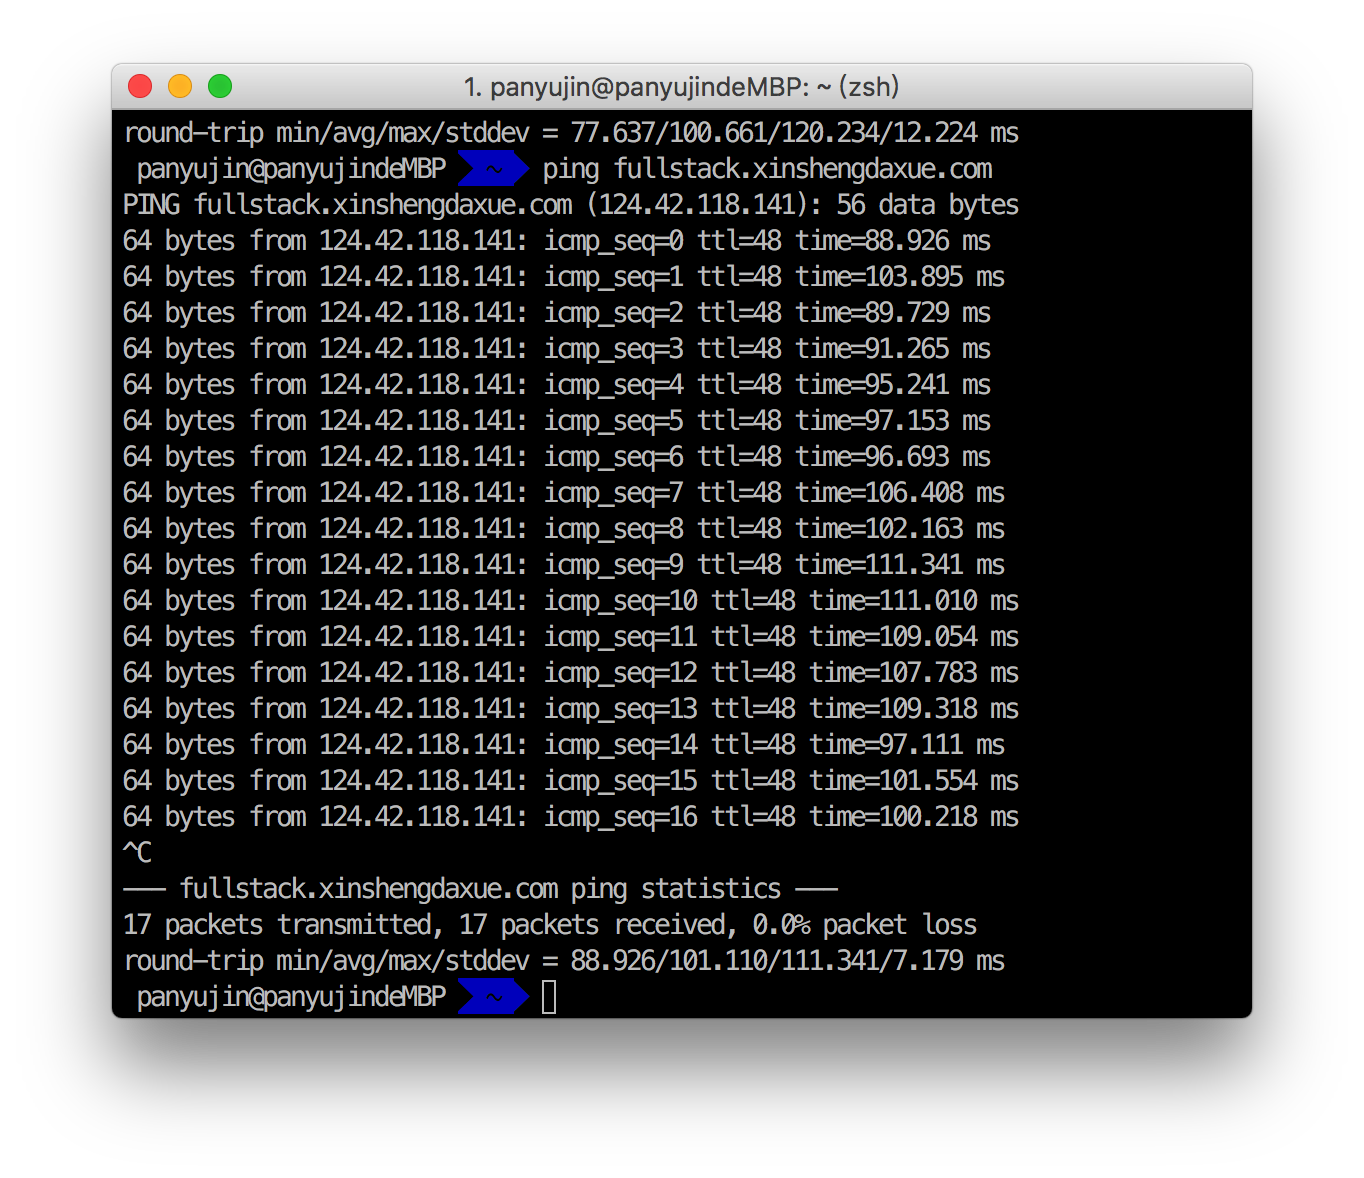 1. panyujin@panyujindeMBP: ~ (zsh)
round-trip min/avg/max/stddev = 77.637/100.661/120.234/12.224 ms
panyujin@panyujindeMBP ~ ping fullstack.xinshengdaxue.com
PING fullstack.xinshengdaxue.com (124.42.118.141): 56 data bytes
64 bytes from 124.42.118.141: icmp_seq=0 ttl=48 time=88.926 ms
64 bytes from 124.42.118.141: icmp_seq=1 ttl=48 time=103.895 ms
64 bytes from 124.42.118.141: icmp_seq=2 ttl=48 time=89.729 ms
64 bytes from 124.42.118.141: icmp_seq=3 ttl=48 time=91.265 ms
64 bytes from 124.42.118.141: icmp_seq=4 ttl=48 time=95.241 ms
64 bytes from 124.42.118.141: icmp_seq=5 ttl=48 time=97.153 ms
64 bytes from 124.42.118.141: icmp_seq=6 ttl=48 time=96.693 ms
64 bytes from 124.42.118.141: icmp_seq=7 ttl=48 time=106.408 ms
64 bytes from 124.42.118.141: icmp_seq=8 ttl=48 time=102.163 ms
64 bytes from 124.42.118.141: icmp_seq=9 ttl=48 time=111.341 ms
64 bytes from 124.42.118.141: icmp_seq=10 ttl=48 time=111.010 ms
64 bytes from 124.42.118.141: icmp_seq=11 ttl=48 time=109.054 ms
64 bytes from 124.42.118.141: icmp_seq=12 ttl=48 time=107.783 ms
64 bytes from 124.42.118.141: icmp_seq=13 ttl=48 time=109.318 ms
64 bytes from 124.42.118.141: icmp_seq=14 ttl=48 time=97.111 ms
64 bytes from 124.42.118.141: icmp_seq=15 ttl=48 time=101.554 ms
64 bytes from 124.42.118.141: icmp_seq=16 ttl=48 time=100.218 ms
^C
--- fullstack.xinshengdaxue.com ping statistics ---
17 packets transmitted, 17 packets received, 0.0% packet loss
round-trip min/avg/max/stddev = 88.926/101.110/111.341/7.179 ms
panyujin@panyujindeMBP ~